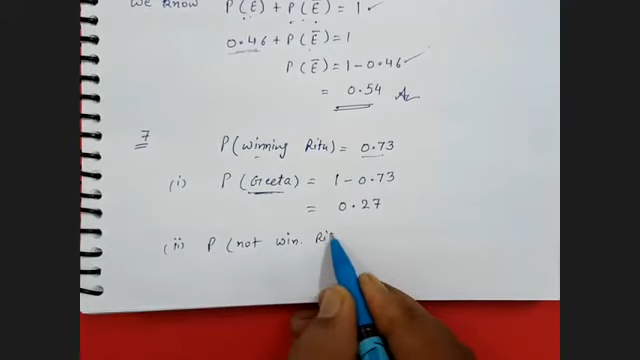 We know P(E) + P(Ē) = 1
0.46 + P(Ē) = 1
P(Ē) = 1 - 0.46
= 0.54 Ans
7 P(winning Ritu) = 0.73
(i) P(Geeta) = 1 - 0.73
= 0.27
(ii) P(not win. Rit